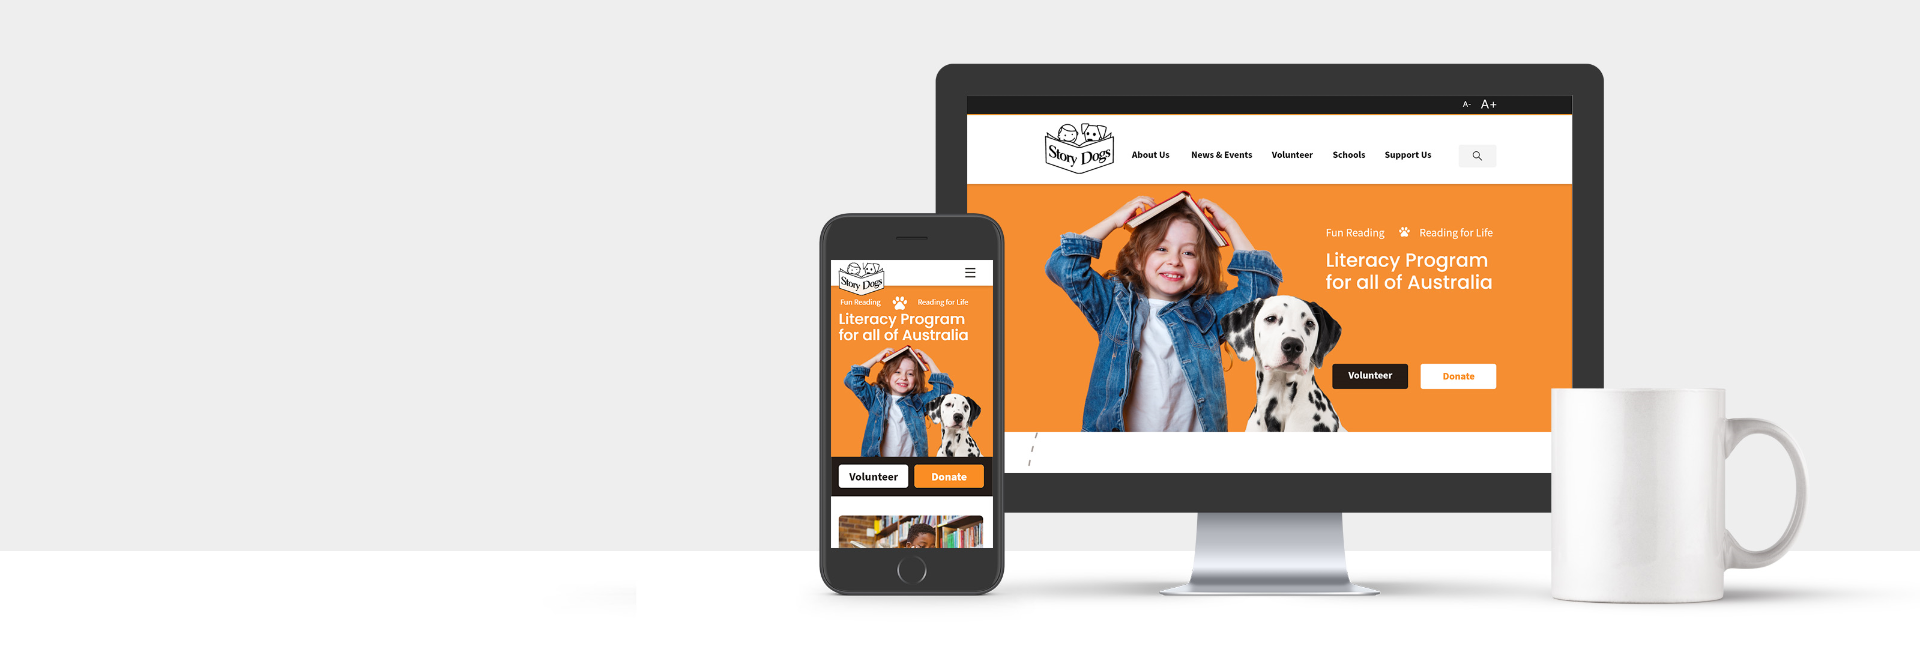 A- A+
Story Dogs
About Us News & Events Volunteer Schools Support Us
Fun Reading Reading for Life
Literacy Program
for all of Australia
Volunteer Donate
Story Dogs
Fun Reading Reading for Life
Literacy Program
for all of Australia
Volunteer Donate